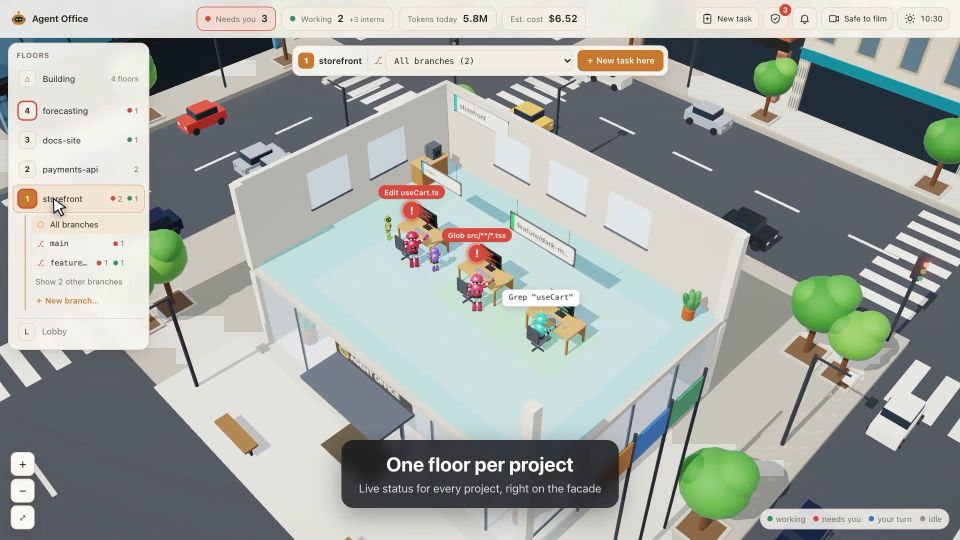 Agent Office
Needs you 3
Working 2 +3 interns
Tokens today 5.8M
Est. cost $6.52
New task
3
Safe to film
10:30
FLOORS
Building 4 floors
4 forecasting 1
3 docs-site 1
2 payments-api 2
1 storefront 2 1
All branches
main 1
feature… 1 1
Show 2 other branches
+ New branch...
L Lobby
1 storefront
All branches (2)
+ New task here
storefront
Edit useCart.ts
!
Glob src/**/*.tsx
!
feature/dark-m…
Grep "useCart"
AGENT OFFICE
One floor per project
Live status for every project, right on the facade
+
−
working needs you your turn idle